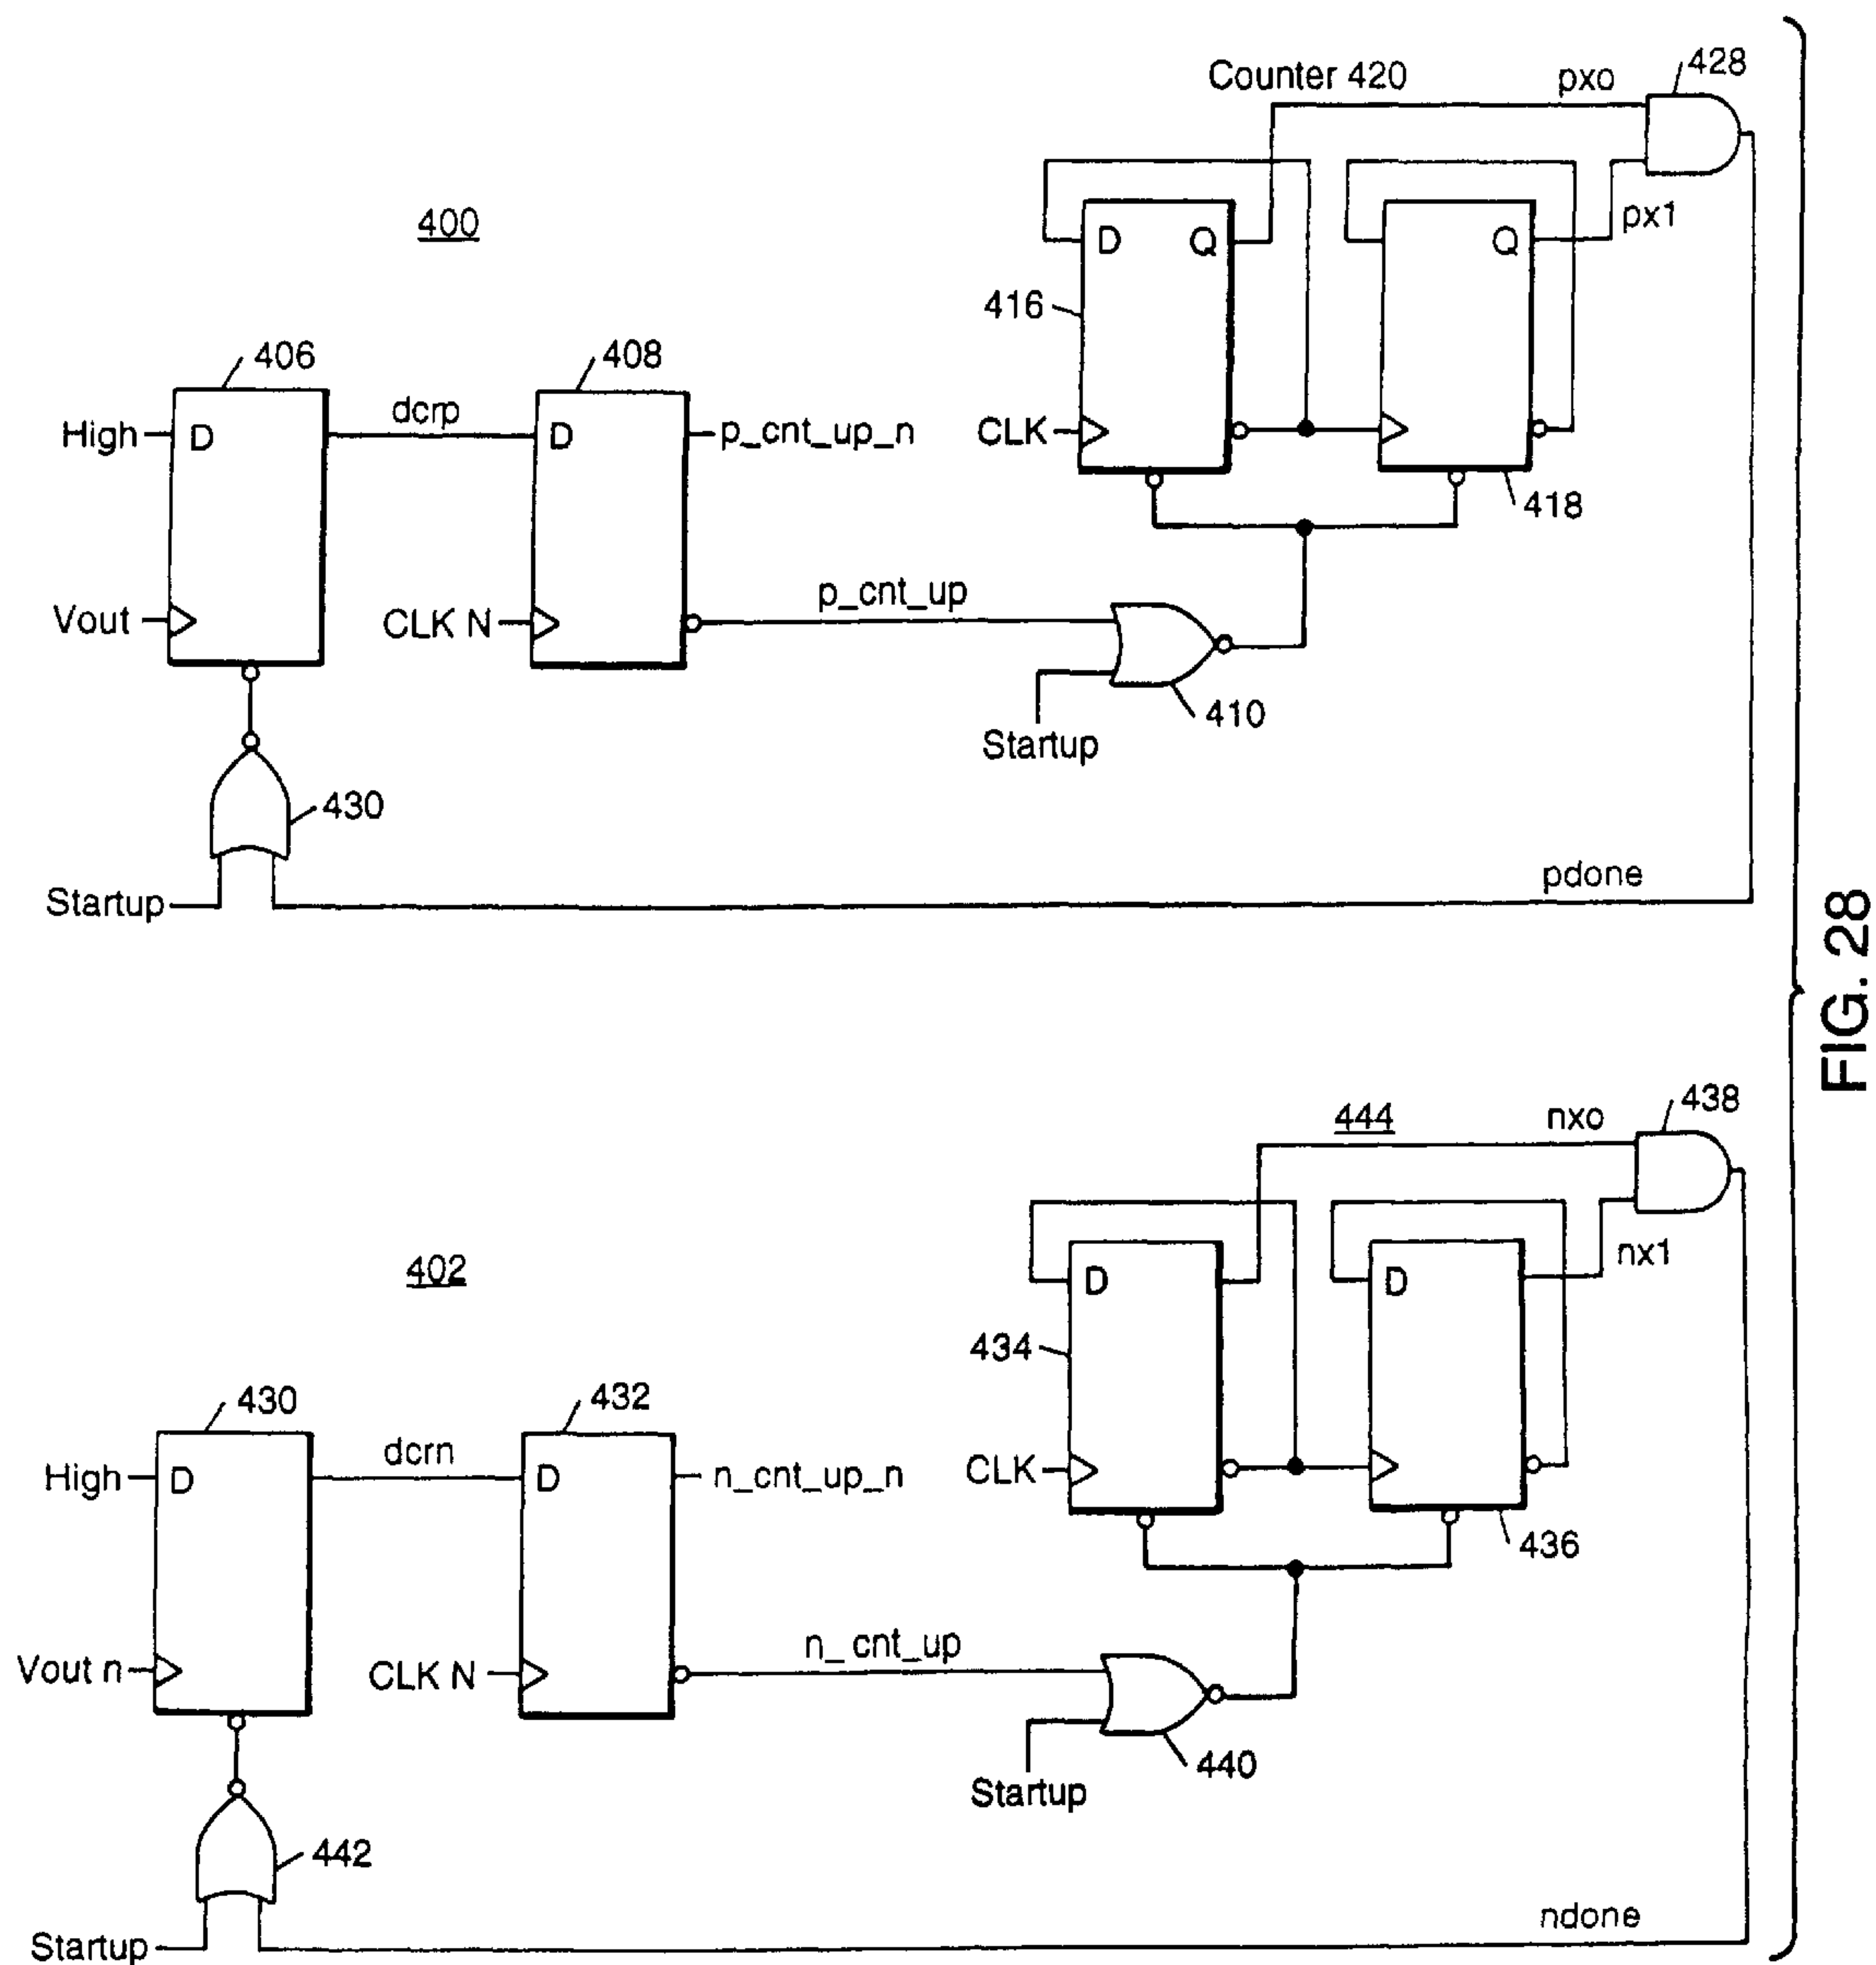 Counter 420
pxo
428
400
D
Q
Q
px1
416
406
408
dcrp
High
D
D
p_cnt_up_n
CLK
418
p_cnt_up
Vout
CLK N
410
Startup
430
pdone
Startup
FIG. 28
438
nxo
444
402
D
D
nx1
434
430
432
dcrn
High
D
D
n_cnt_up_n
CLK
436
n_cnt_up
Vout n
CLK N
440
Startup
442
ndone
Startup